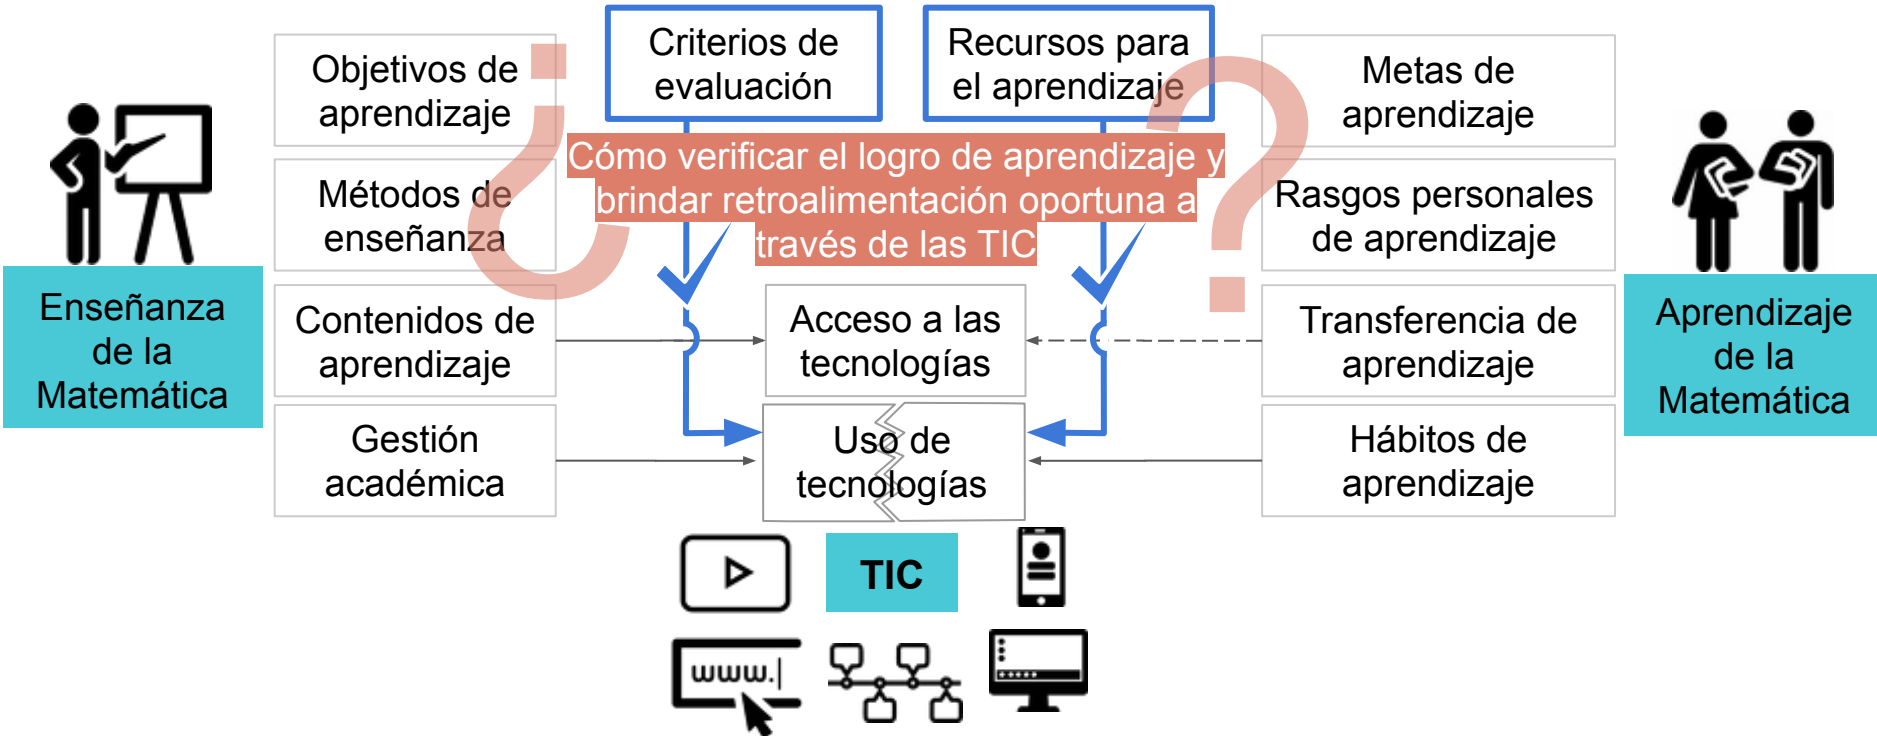 Criterios de
evaluación
Recursos para
el aprendizaje
Objetivos de
aprendizaje
Metas de
aprendizaje
¿
Cómo verificar el logro de aprendizaje y
brindar retroalimentación oportuna a
través de las TIC
?
Métodos de
enseñanza
Rasgos personales
de aprendizaje
Enseñanza
de la
Matemática
Contenidos de
aprendizaje
Acceso a las
tecnologías
Transferencia de
aprendizaje
Aprendizaje
de la
Matemática
Gestión
académica
Uso de
tecnologías
Hábitos de
aprendizaje
TIC
www.|